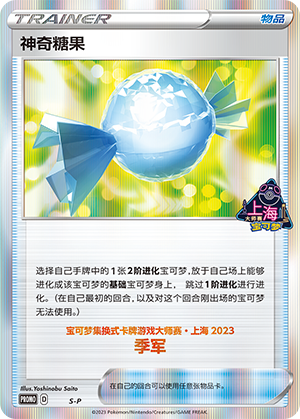 TRAINER
物品
神奇糖果
上海
大师赛
宝可梦
选择自己手牌中的1张2阶进化宝可梦,放于自己场上能够
进化成该宝可梦的基础宝可梦身上, 跳过1阶进化进行进
化。(在自己最初的回合,以及对这个回合刚出场的宝可梦
无法使用。)
宝可梦集换式卡牌游戏大师赛·上海 2023
季军
Illus.Yoshinobu Saito
PROMO D S-P
在自己的回合可以使用任意张物品卡。
©2023 Pokémon/Nintendo/Creatures/GAME FREAK